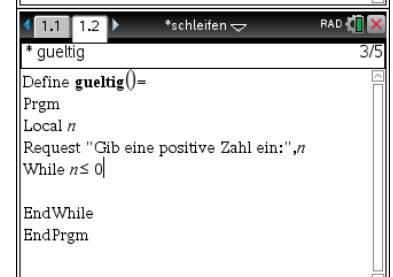 1.1 1.2 *schleifen RAD
* gueltig 3/5
Define gueltig()=
Prgm
Local n
Request "Gib eine positive Zahl ein:",n
While n≤ 0
EndWhile
EndPrgm